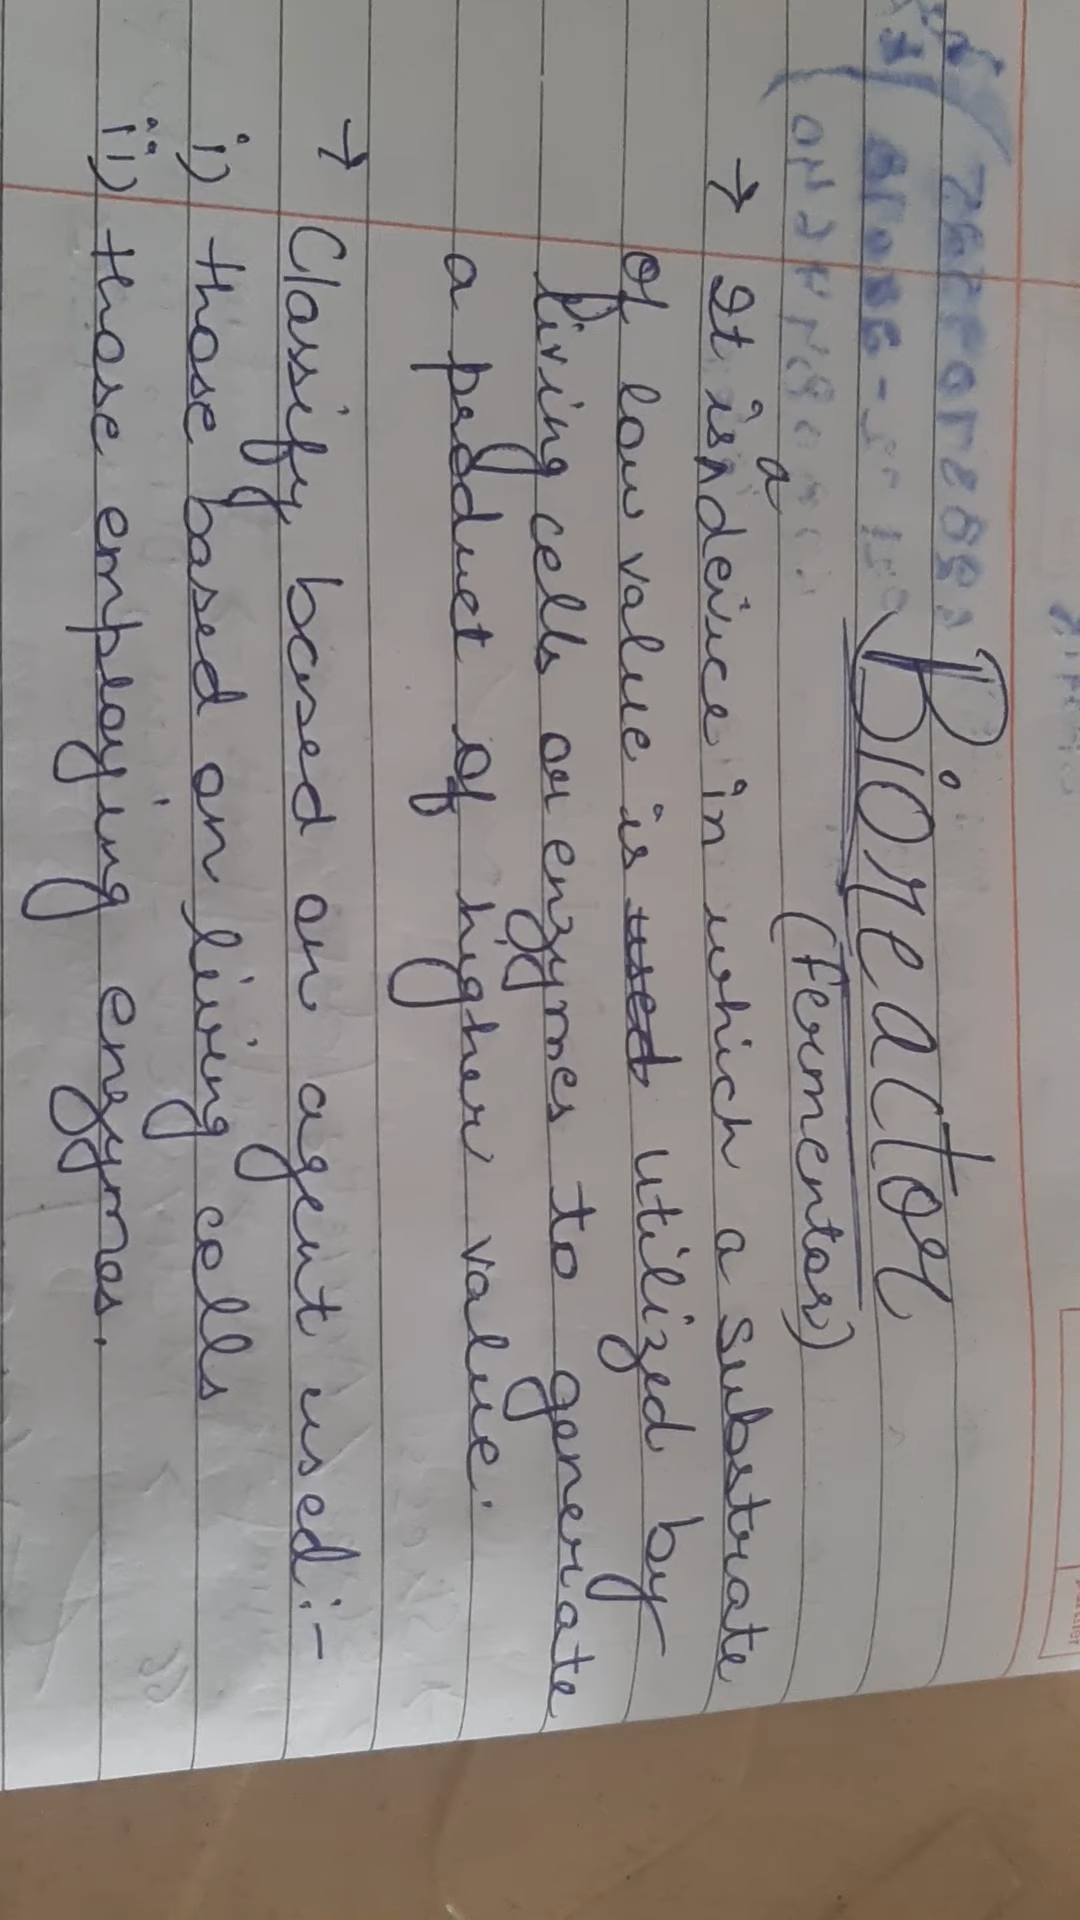 Bioreactor
(Fermentor)
→ It is a device in which a substrate
of low value is used utilized by
living cells or enzymes to generate
a product of higher value.
→ Classify based on agent used:-
i) those based on living cells
ii) those employing enzymes.